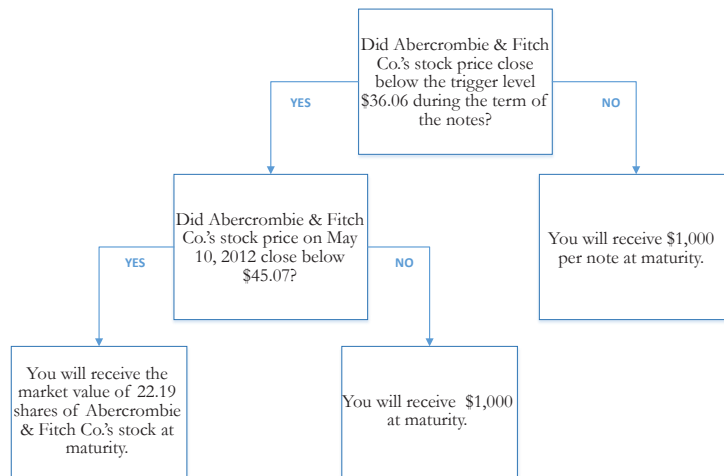 Did Abercrombie & Fitch
Co.'s stock price close
below the trigger level
$36.06 during the term of
the notes?
YES
NO
Did Abercrombie & Fitch
Co.'s stock price on May
10, 2012 close below
$45.07?
You will receive $1,000
per note at maturity.
YES
NO
You will receive the
market value of 22.19
shares of Abercrombie
& Fitch Co.'s stock at
maturity.
You will receive $1,000
at maturity.